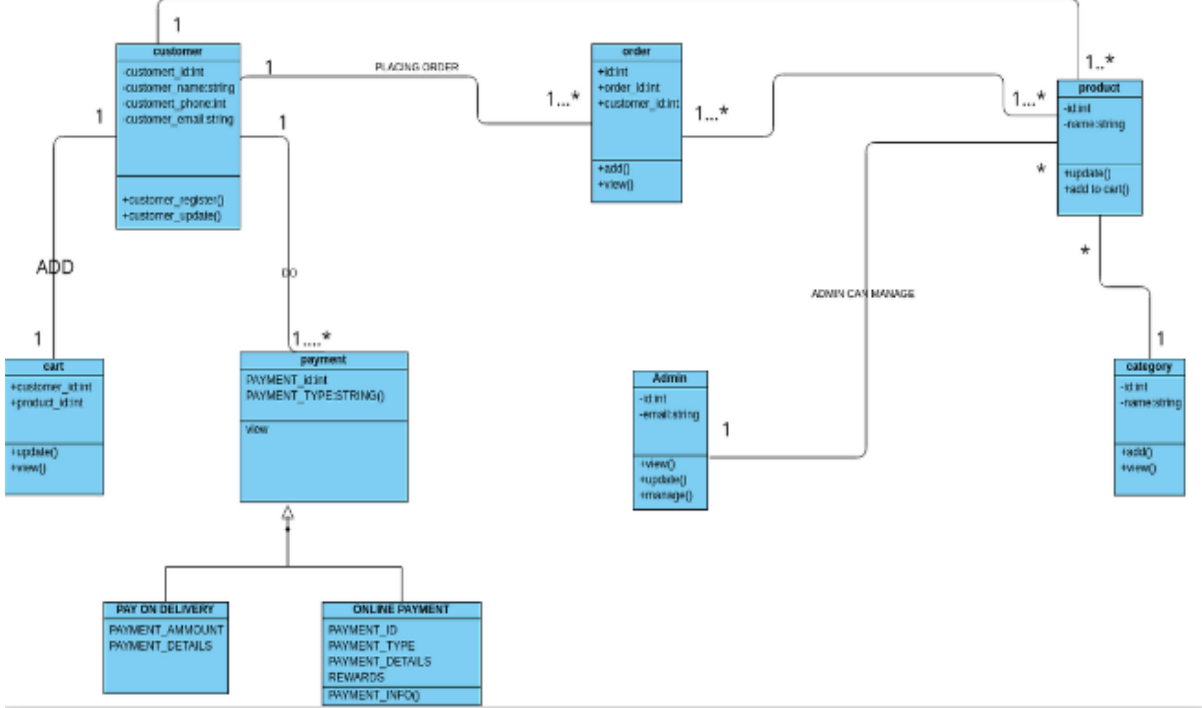 1
customer
-customert_id:int
-customer_name:string
-customert_phone:int
-customer_email:string
+customer_register()
+customer_update()
1
PLACING ORDER
1...*
order
+id:int
+order_id:int
+customer_id:int
+add()
+view()
1...*
1...*
1..*
product
-id:int
-name:string
+update()
+add to cart()
*
*
1
1
ADD
DO
ADMIN CAN MANAGE
1
cart
+customer_id:int
+product_id:int
+update()
+view()
1....*
payment
PAYMENT_id:int
PAYMENT_TYPE:STRING()
view
Admin
-id:int
-email:string
+view()
+update()
+manage()
1
1
category
-id:int
-name:string
+add()
+view()
PAY ON DELIVERY
PAYMENT_AMMOUNT
PAYMENT_DETAILS
ONLINE PAYMENT
PAYMENT_ID
PAYMENT_TYPE
PAYMENT_DETAILS
REWARDS
PAYMENT_INFO()